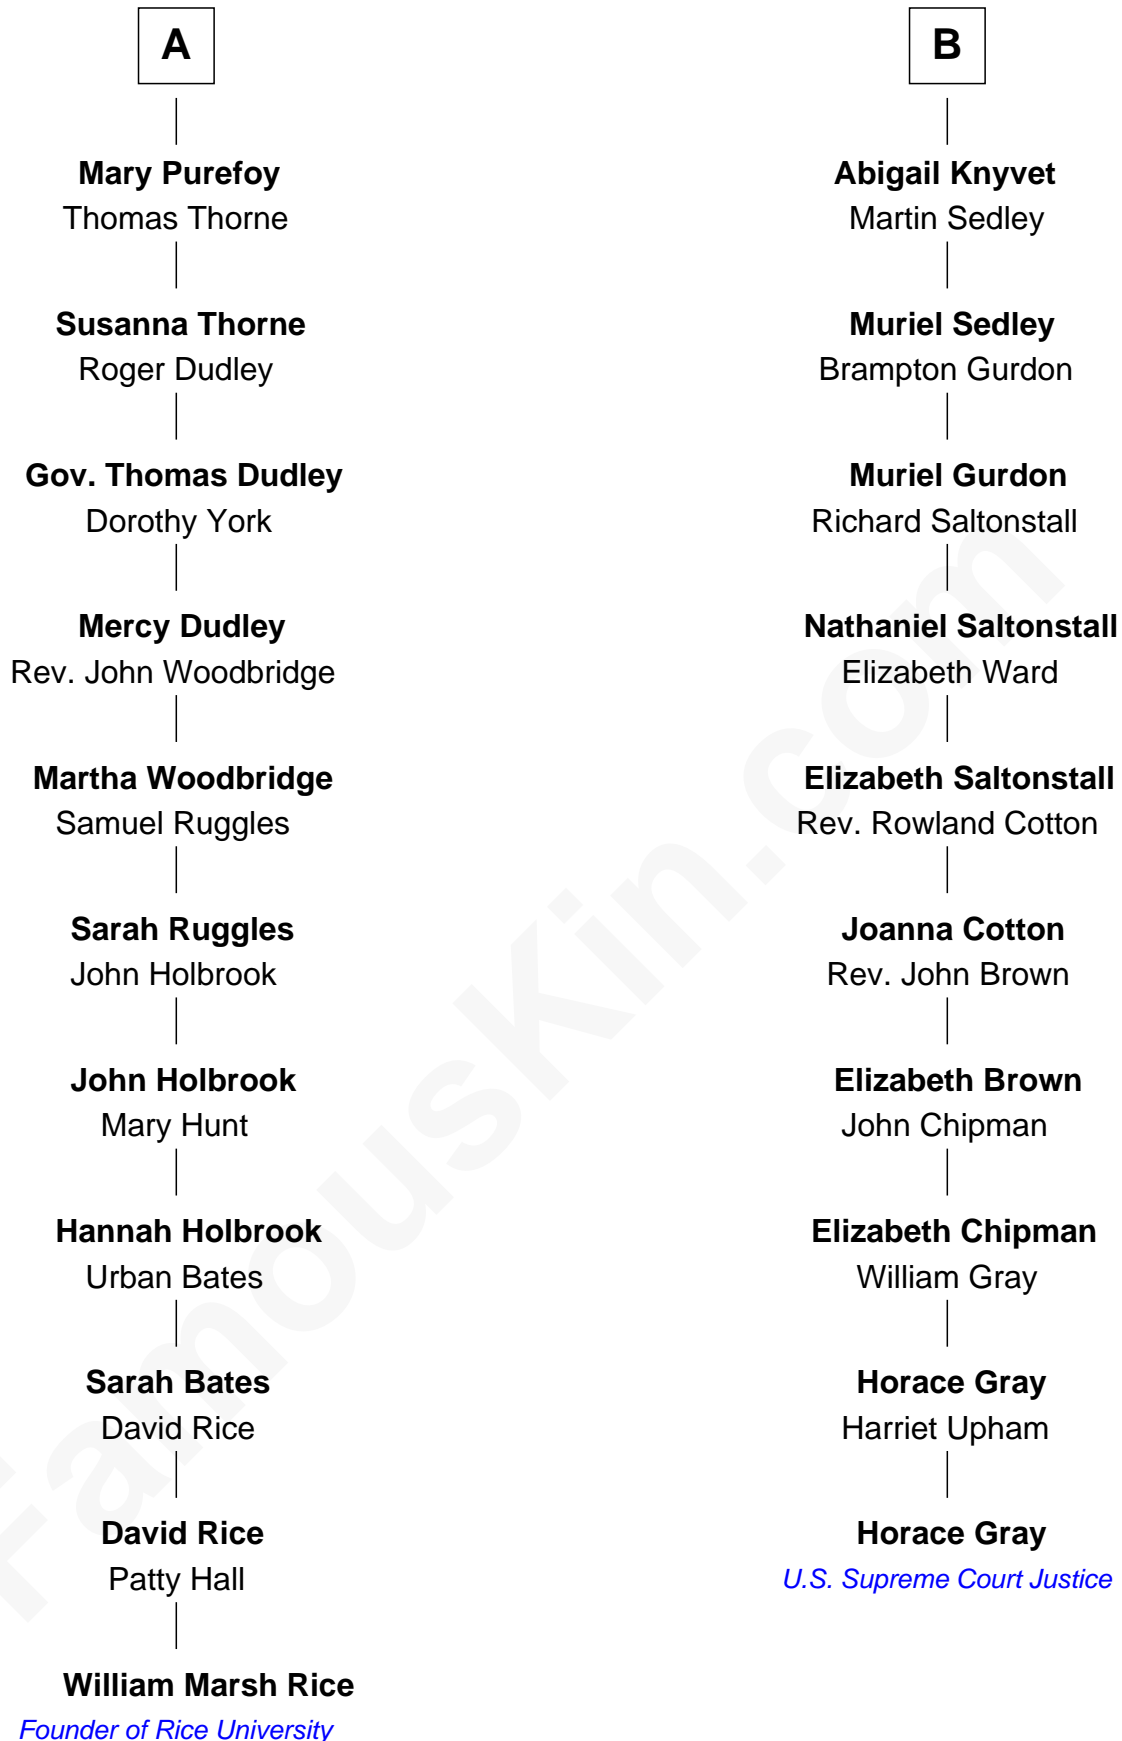 A
Mary Purefoy
Thomas Thorne
Susanna Thorne
Roger Dudley
Gov. Thomas Dudley
Dorothy York
Mercy Dudley
Rev. John Woodbridge
Martha Woodbridge
Samuel Ruggles
Sarah Ruggles
John Holbrook
John Holbrook
Mary Hunt
Hannah Holbrook
Urban Bates
Sarah Bates
David Rice
David Rice
Patty Hall
William Marsh Rice
Founder of Rice University
B
Abigail Knyvet
Martin Sedley
Muriel Sedley
Brampton Gurdon
Muriel Gurdon
Richard Saltonstall
Nathaniel Saltonstall
Elizabeth Ward
Elizabeth Saltonstall
Rev. Rowland Cotton
Joanna Cotton
Rev. John Brown
Elizabeth Brown
John Chipman
Elizabeth Chipman
William Gray
Horace Gray
Harriet Upham
Horace Gray
U.S. Supreme Court Justice
FamousKin.com